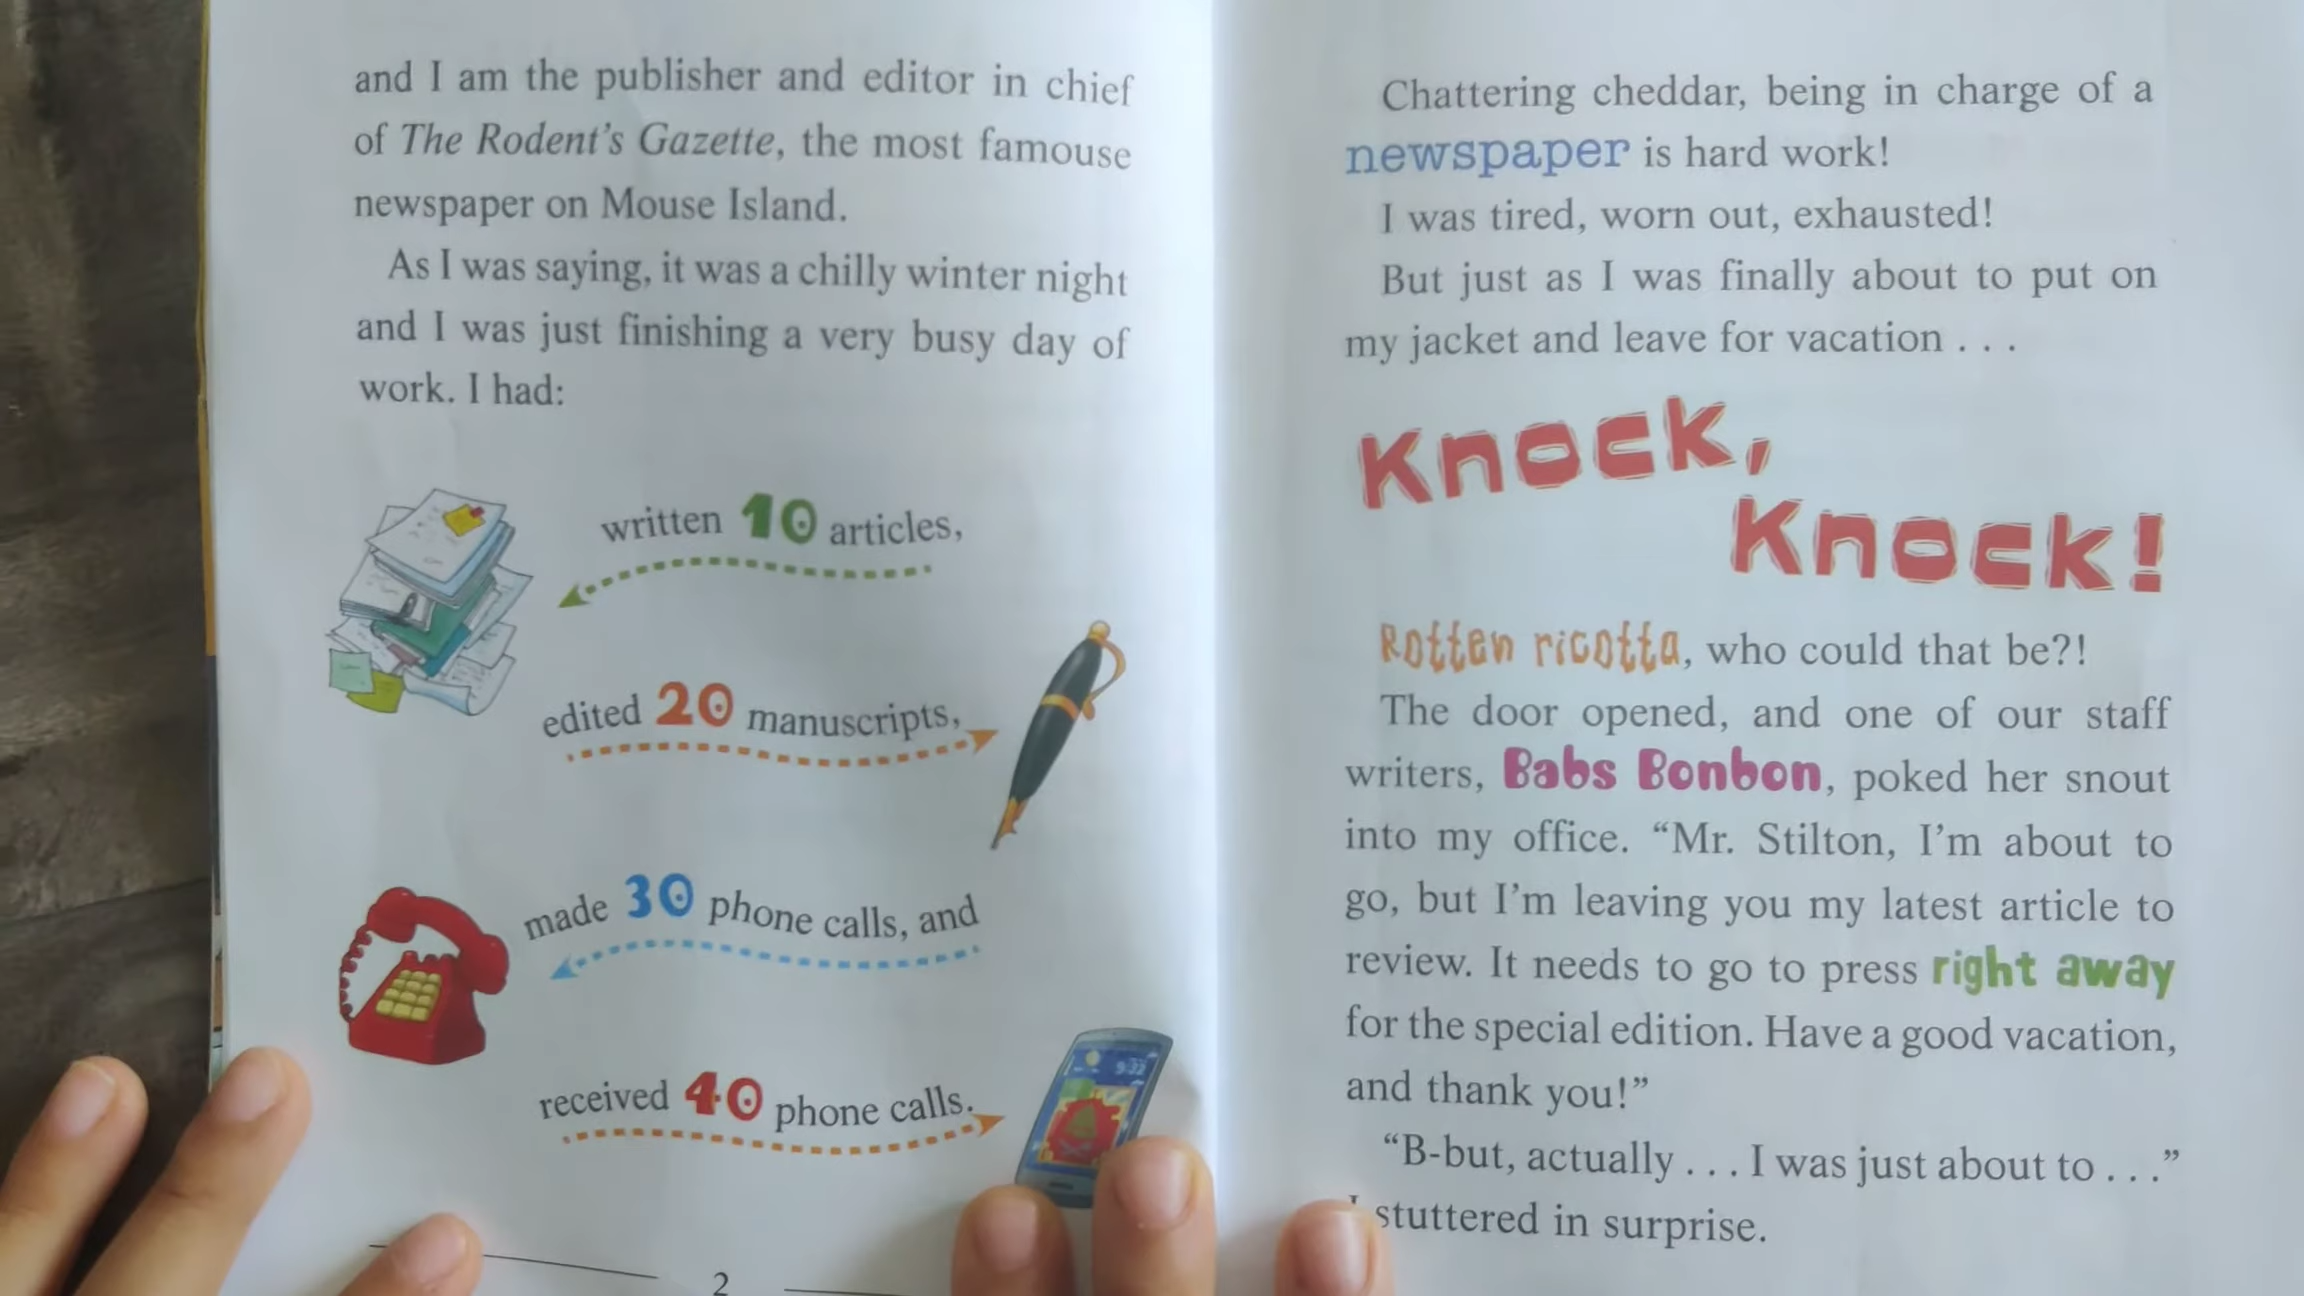 and I am the publisher and editor in chief
of The Rodent's Gazette, the most famouse
newspaper on Mouse Island.
As I was saying, it was a chilly winter night
and I was just finishing a very busy day of
work. I had:
written 10 articles,
edited 20 manuscripts,
made 30 phone calls, and
received 40 phone calls.
9:32
2
Chattering cheddar, being in charge of a
newspaper is hard work!
I was tired, worn out, exhausted!
But just as I was finally about to put on
my jacket and leave for vacation . . .
Knock,
Knock!
Rotten ricotta, who could that be?!
The door opened, and one of our staff
writers, Babs Bonbon, poked her snout
into my office. “Mr. Stilton, I'm about to
go, but I'm leaving you my latest article to
review. It needs to go to press right away
for the special edition. Have a good vacation,
and thank you!”
“B-but, actually . . . I was just about to . . .”
I stuttered in surprise.